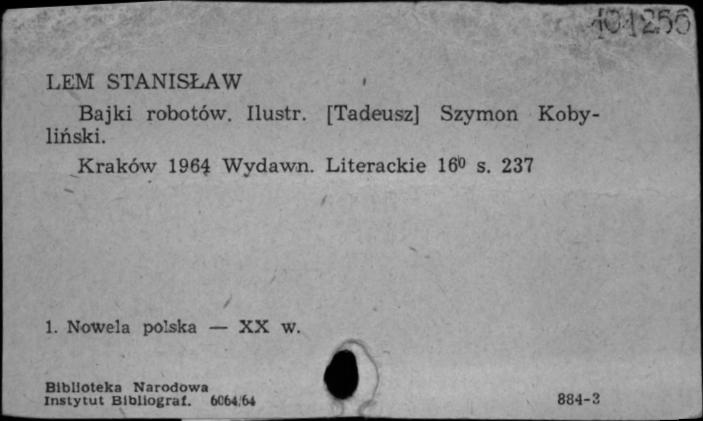 101256
LEM STANISŁAW
Bajki robotów. Ilustr. [Tadeusz] Szymon Koby-
liński.
Kraków 1964 Wydawn. Literackie 16⁰ s. 237
1. Nowela polska — XX w.
Biblioteka Narodowa
Instytut Bibliograf. 6064/64
884-3